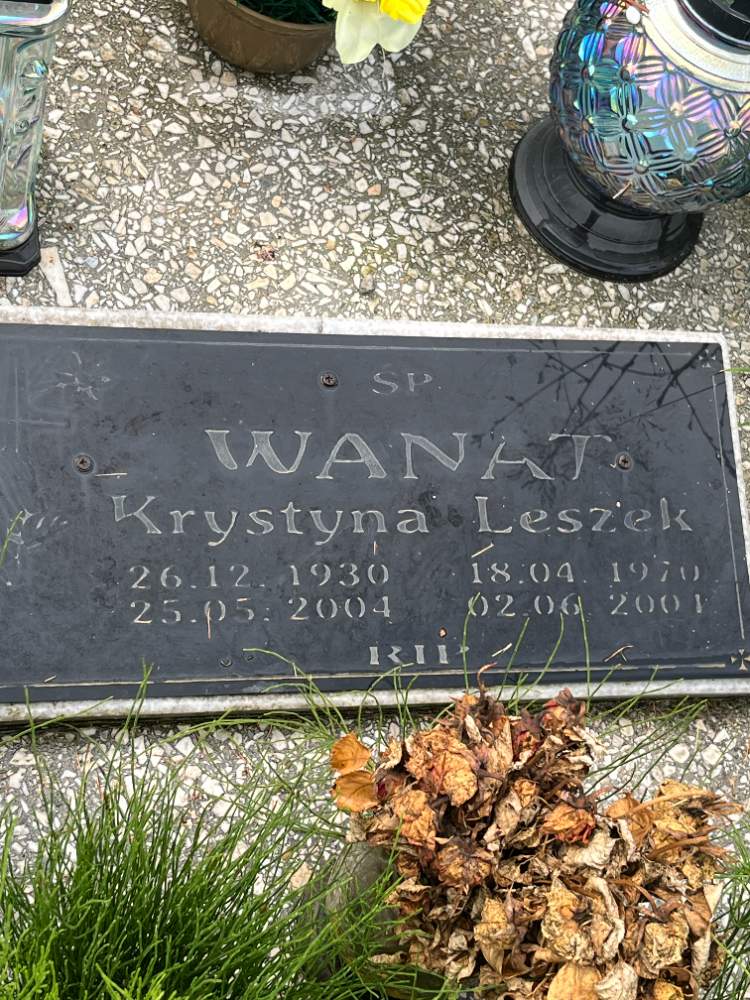 SP
WANAT
Krystyna Leszek
26.12. 1930 18.04. 1970
25.05. 2004 02.06. 2001
RIP